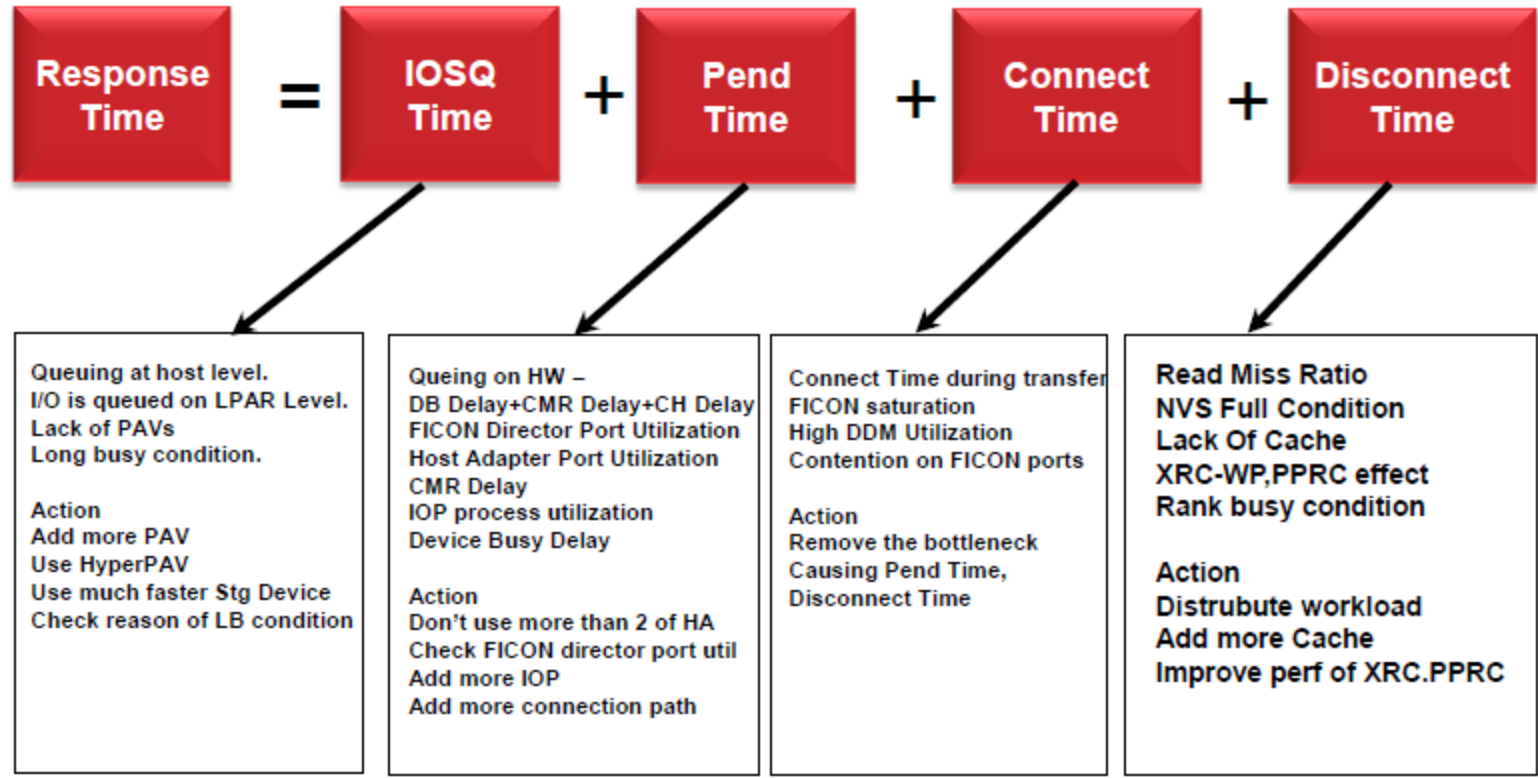 Response Time
=
IOSQ Time
+
Pend Time
+
Connect Time
+
Disconnect Time
Queuing at host level.
I/O is queued on LPAR Level.
Lack of PAVs
Long busy condition.
Action
Add more PAV
Use HyperPAV
Use much faster Stg Device
Check reason of LB condition
Queing on HW –
DB Delay+CMR Delay+CH Delay
FICON Director Port Utilization
Host Adapter Port Utilization
CMR Delay
IOP process utilization
Device Busy Delay
Action
Don't use more than 2 of HA
Check FICON director port util
Add more IOP
Add more connection path
Connect Time during transfer
FICON saturation
High DDM Utilization
Contention on FICON ports
Action
Remove the bottleneck
Causing Pend Time,
Disconnect Time
Read Miss Ratio
NVS Full Condition
Lack Of Cache
XRC-WP,PPRC effect
Rank busy condition
Action
Distrubute workload
Add more Cache
Improve perf of XRC.PPRC